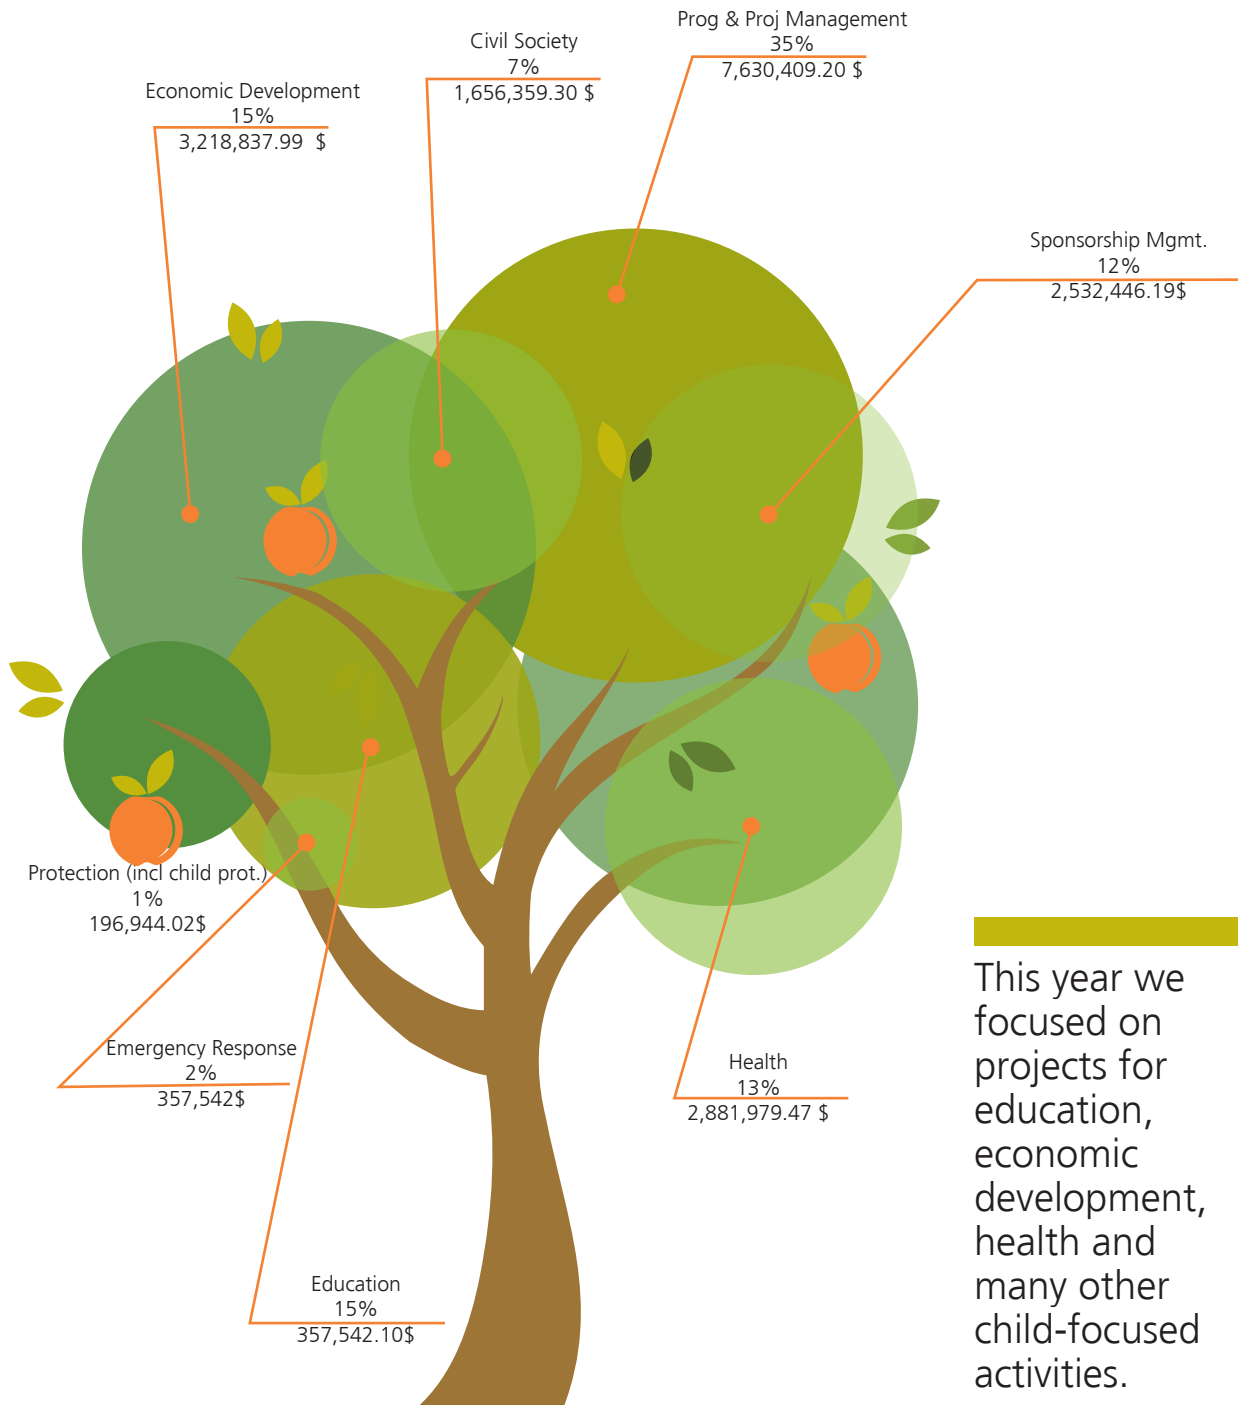 Prog & Proj Management
35%
7,630,409.20 $
Civil Society
7%
1,656,359.30 $
Economic Development
15%
3,218,837.99 $
Sponsorship Mgmt.
12%
2,532,446.19$
Protection (incl child prot.)
1%
196,944.02$
Emergency Response
2%
357,542$
Health
13%
2,881,979.47 $
Education
15%
357,542.10$
This year we
focused on
projects for
education,
economic
development,
health and
many other
child-focused
activities.